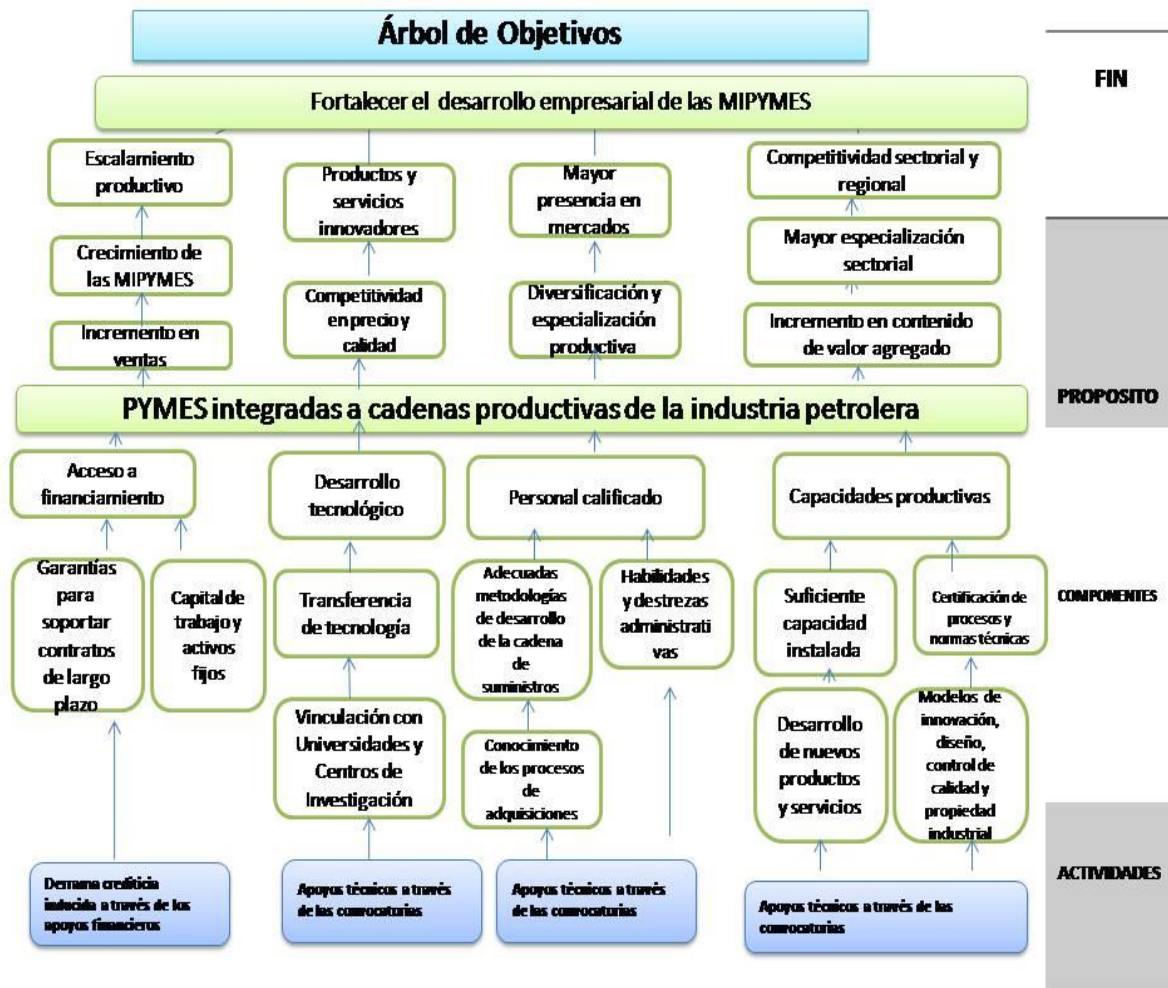 Árbol de Objetivos
FIN
Fortalecer el desarrollo empresarial de las MIPYMES
Escalamiento
productivo
Productos y
servicios
innovadores
Mayor
presencia en
mercados
Competitividad sectorial y
regional
Crecimiento de
las MIPYMES
Mayor especialización
sectorial
Incremento en
ventas
Competitividad
en precio y
calidad
Diversificación y
especialización
productiva
Incremento en contenido
de valor agregado
PROPOSITO
PYMES integradas a cadenas productivas de la industria petrolera
Acceso a
financiamiento
Desarrollo
tecnológico
Personal calificado
Capacidades productivas
Garantías
para
soportar
contratos
de largo
plazo
Capital de
trabajo y
activos
fijos
Transferencia
de tecnología
Adecuadas
metodologías
de desarrollo
de la cadena
de
suministros
Habilidades
y destrezas
administrati
vas
Suficiente
capacidad
instalada
Certificación de
procesos y
normas técnicas
COMPONENTES
Vinculación con
Universidades y
Centros de
Investigación
Conocimiento
de los procesos
de
adquisiciones
Desarrollo
de nuevos
productos
y servicios
Modelos de
innovación,
diseño,
control de
calidad y
propiedad
industrial
ACTIVIDADES
Demana crediticia
inducida a través de los
apoyos financieros
Apoyos técnicos a través
de las convocatorias
Apoyos técnicos a través
de las convocatorias
Apoyos técnicos a través de las
convocatorias